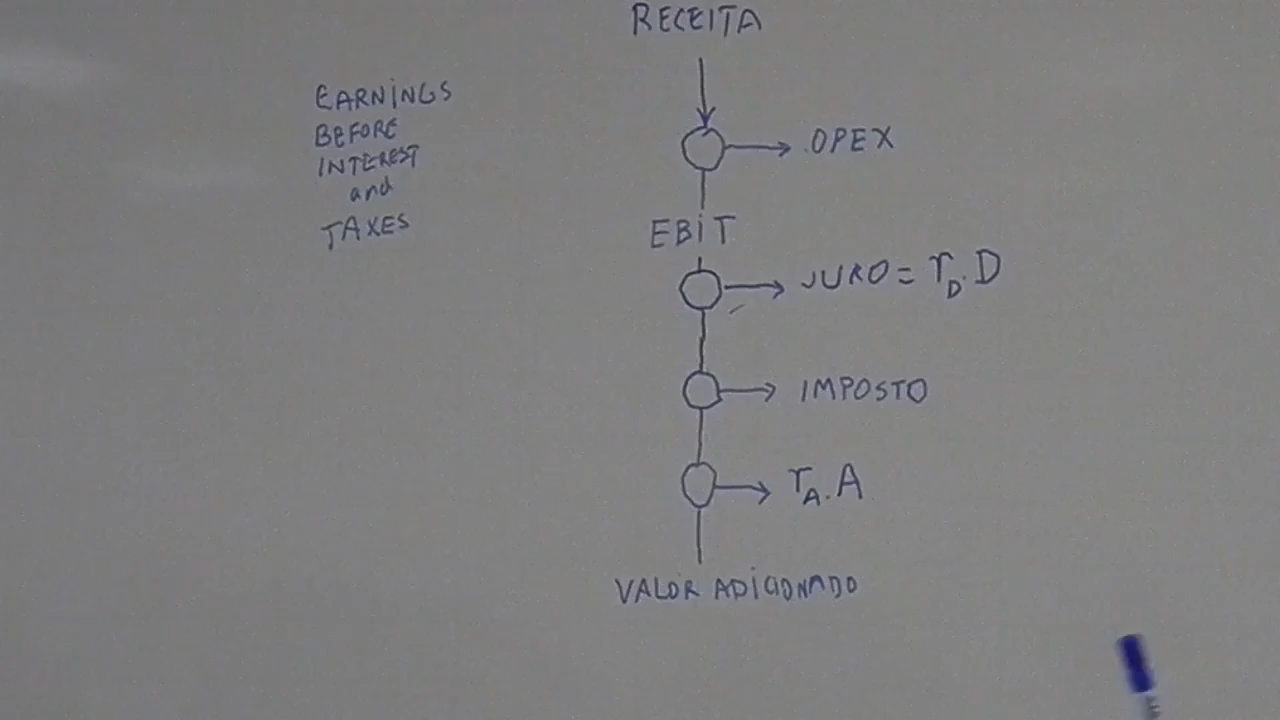 RECEITA
EARNINGS
BEFORE
INTEREST
and
TAXES
OPEX
EBIT
JURO = r_D . D
IMPOSTO
r_A . A
VALOR ADICIONADO